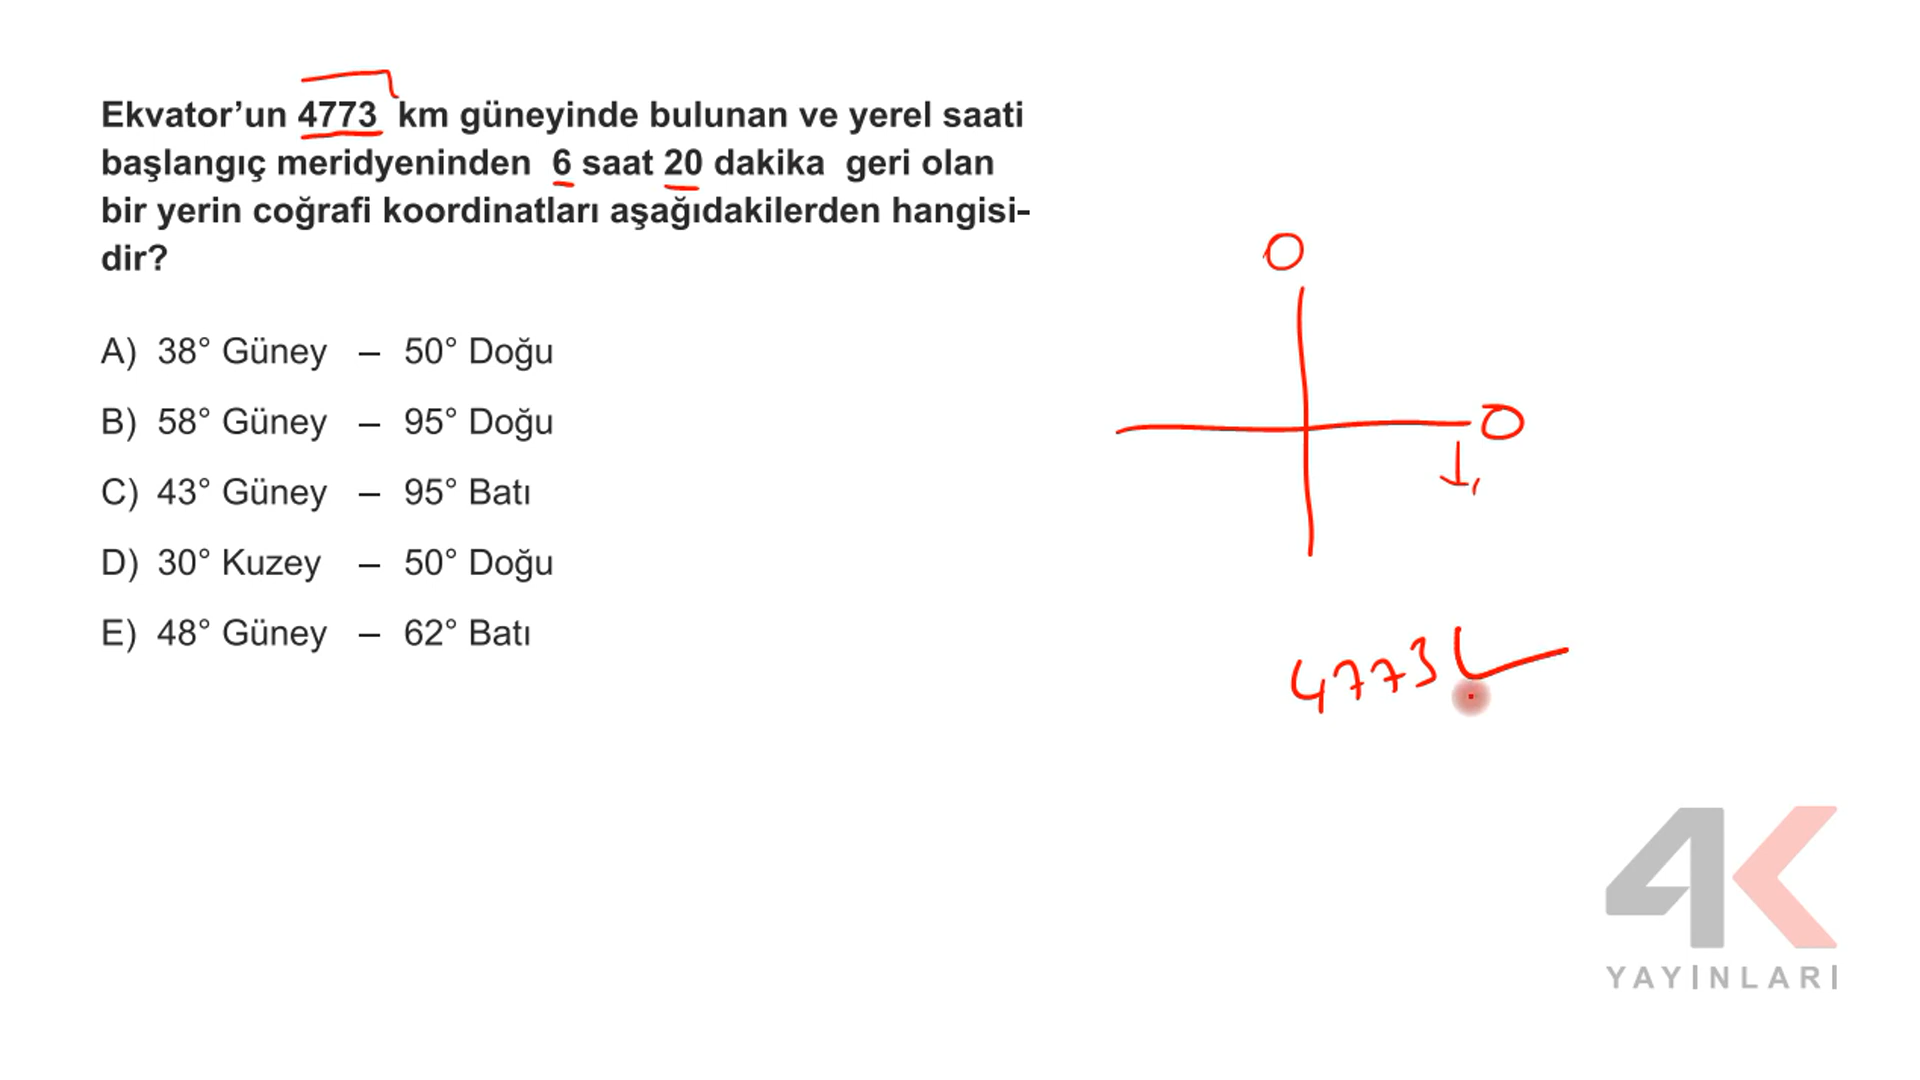 Ekvator’un 4773 km güneyinde bulunan ve yerel saati
başlangıç meridyeninden 6 saat 20 dakika geri olan
bir yerin coğrafi koordinatları aşağıdakilerden hangisi-
dir?
A) 38° Güney – 50° Doğu
B) 58° Güney – 95° Doğu
C) 43° Güney – 95° Batı
D) 30° Kuzey – 50° Doğu
E) 48° Güney – 62° Batı
0
0
4773
4K
YAYINLARI